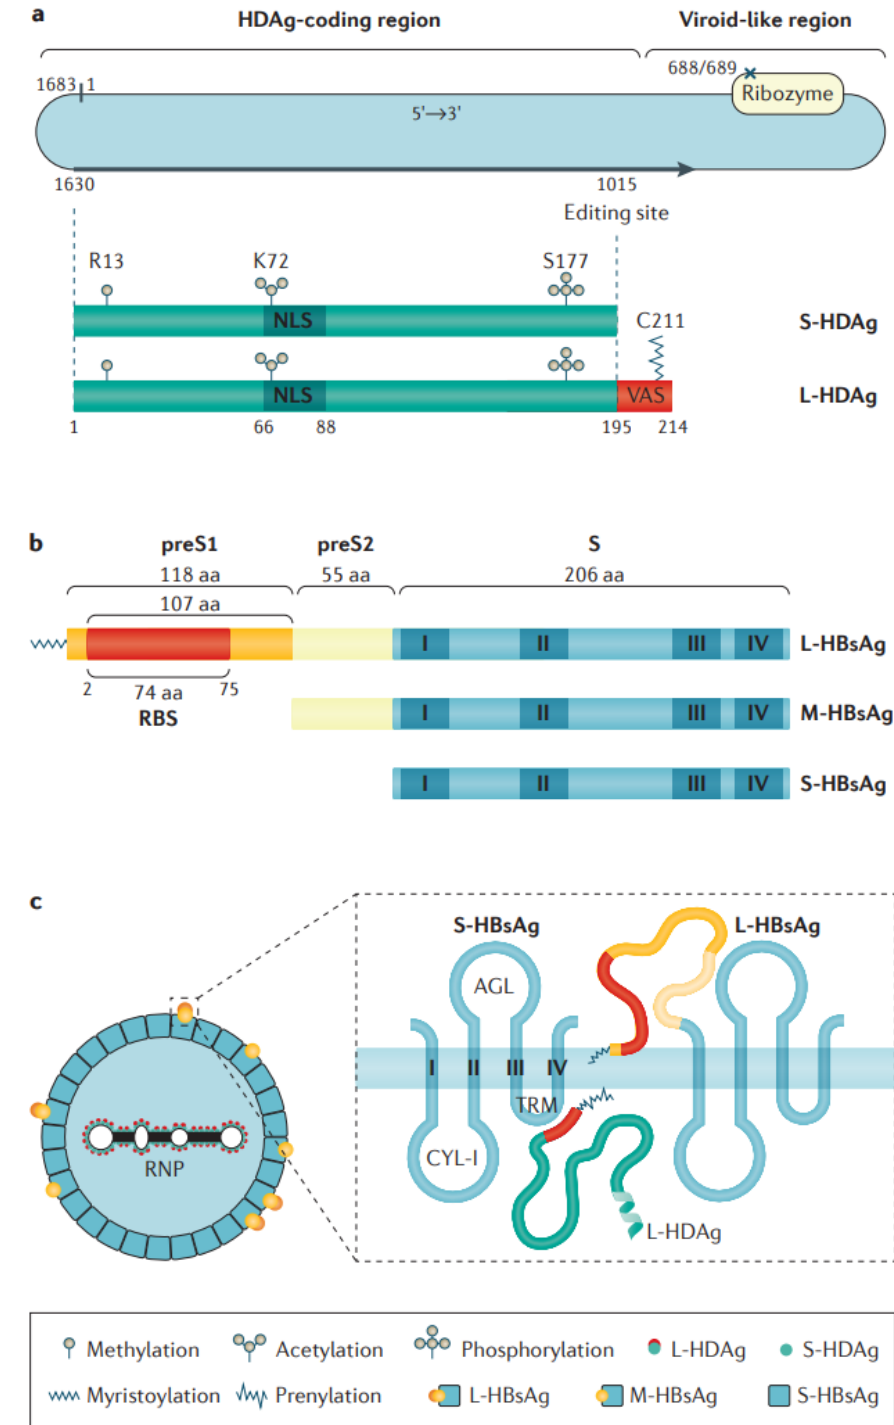 a
HDAg-coding region Viroid-like region
688/689
1683 1
Ribozyme
5'→3'
1630 1015
Editing site
R13 K72 S177
NLS C211 S-HDAg
NLS VAS L-HDAg
1 66 88 195 214
b
preS1 preS2 S
118 aa 55 aa 206 aa
107 aa
I II III IV L-HBsAg
2 74 aa 75
RBS
I II III IV M-HBsAg
I II III IV S-HBsAg
c
S-HBsAg L-HBsAg
AGL
I II III IV
TRM
CYL-I
RNP
L-HDAg
Methylation Acetylation Phosphorylation L-HDAg S-HDAg
Myristoylation Prenylation L-HBsAg M-HBsAg S-HBsAg